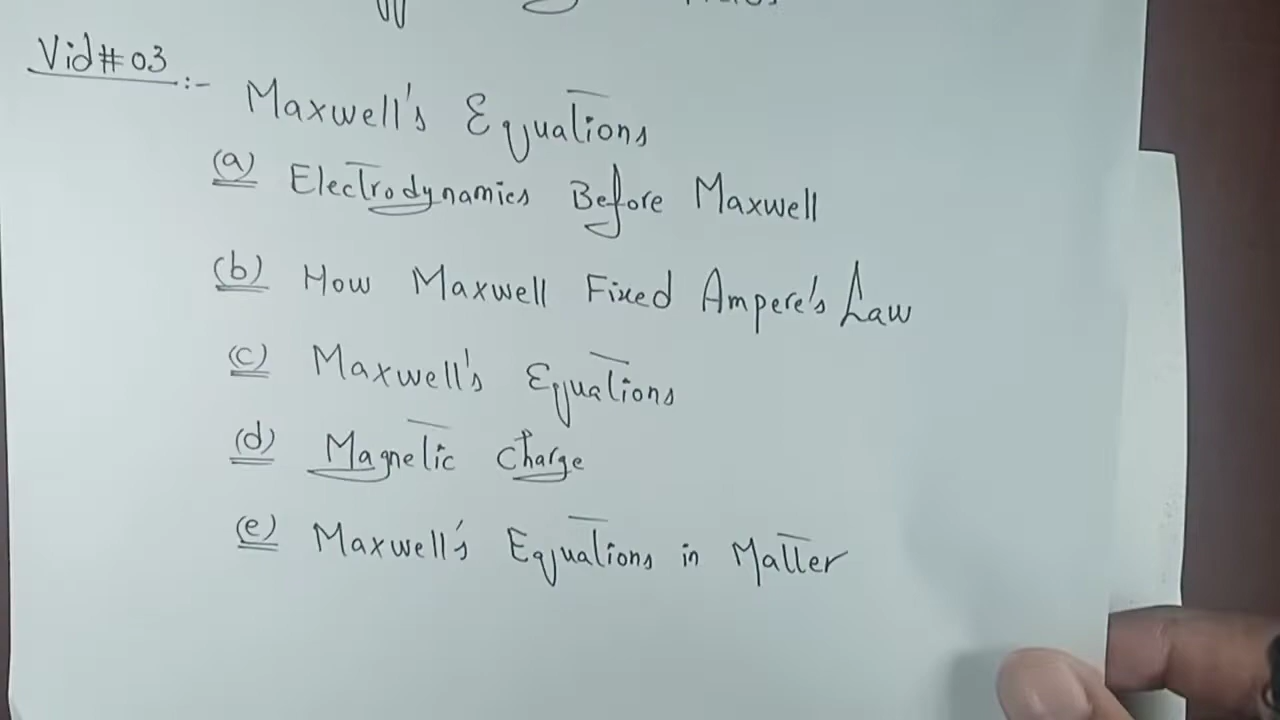 Vid#03 :-
Maxwell's Equations
(a) Electrodynamics Before Maxwell
(b) How Maxwell Fixed Ampere's Law
(c) Maxwell's Equations
(d) Magnetic Charge
(e) Maxwell's Equations in Matter